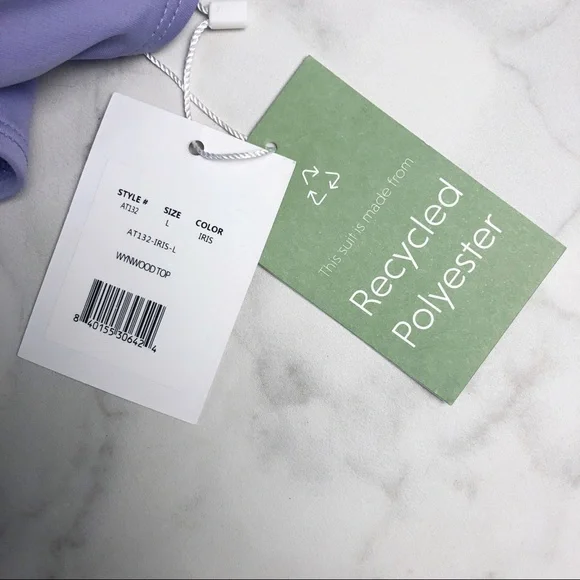 STYLE # SIZE COLOR
AT132 L IRIS
AT132-IRIS-L
WYNWOOD TOP
8 40155 30642 4
This suit is made from
Recycled
Polyester